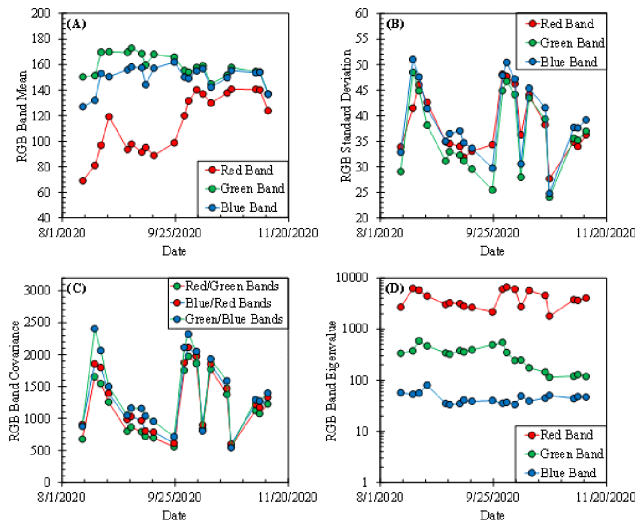 (A)
RGB Band Mean
200
180
160
140
120
100
80
60
40
8/1/2020
9/25/2020
11/20/2020
Date
Red Band
Green Band
Blue Band
(B)
RGB Standard Deviation
60
55
50
45
40
35
30
25
20
8/1/2020
9/25/2020
11/20/2020
Date
Red Band
Green Band
Blue Band
(C)
RGB Band Covariance
3000
2500
2000
1500
1000
500
0
8/1/2020
9/25/2020
11/20/2020
Date
Red/Green Bands
Blue/Red Bands
Green/Blue Bands
(D)
RGB Band Eigenvalue
10000
1000
100
10
1
8/1/2020
9/25/2020
11/20/2020
Date
Red Band
Green Band
Blue Band